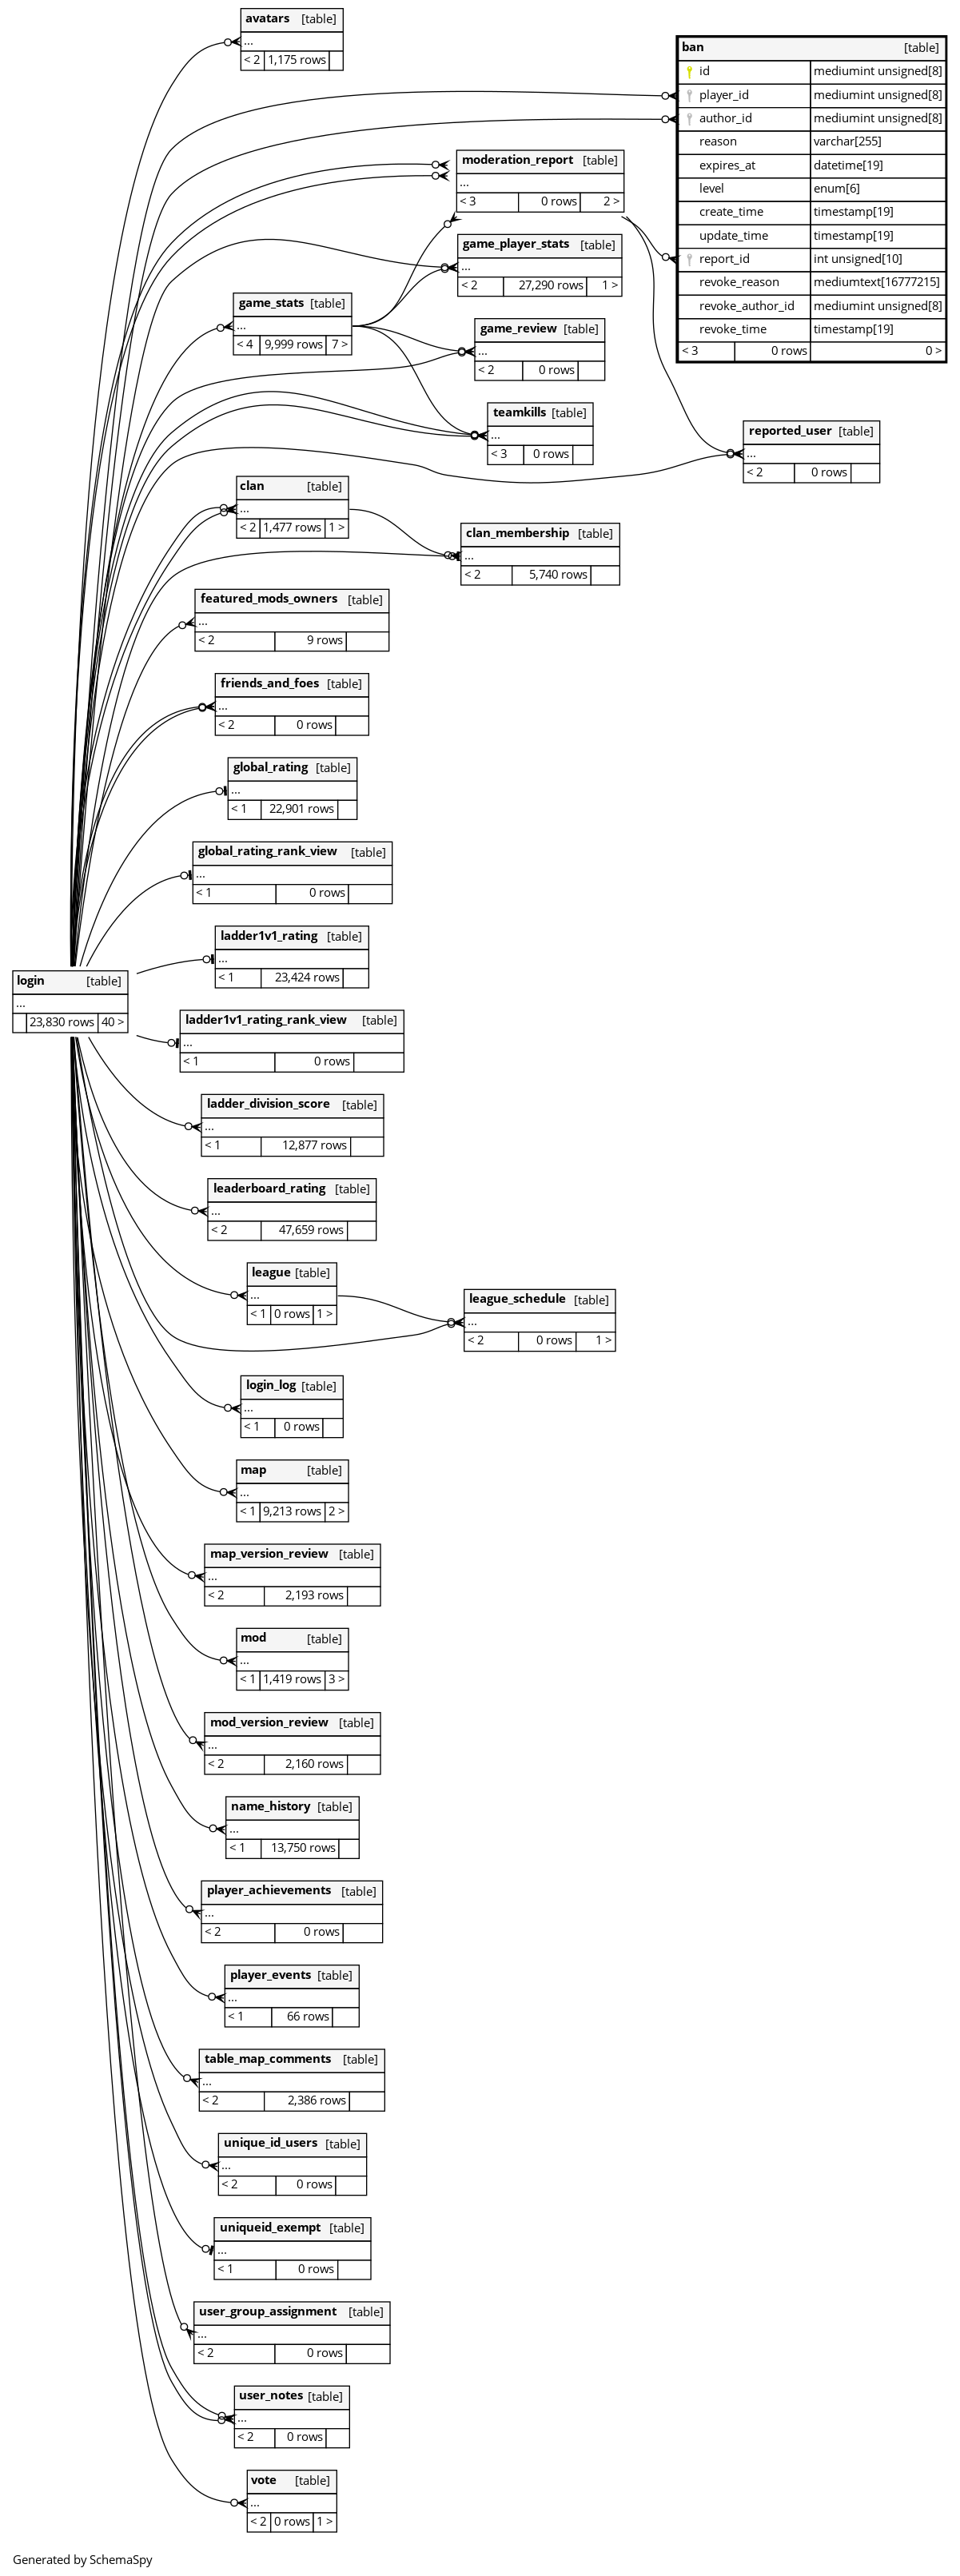 avatars [table]
...
< 2 1,175 rows
ban [table]
id mediumint unsigned[8]
player_id mediumint unsigned[8]
author_id mediumint unsigned[8]
reason varchar[255]
expires_at datetime[19]
level enum[6]
create_time timestamp[19]
update_time timestamp[19]
report_id int unsigned[10]
revoke_reason mediumtext[16777215]
revoke_author_id mediumint unsigned[8]
revoke_time timestamp[19]
< 3 0 rows 0 >
moderation_report [table]
...
< 3 0 rows 2 >
game_player_stats [table]
...
< 2 27,290 rows 1 >
game_stats [table]
...
< 4 9,999 rows 7 >
game_review [table]
...
< 2 0 rows
teamkills [table]
...
< 3 0 rows
reported_user [table]
...
< 2 0 rows
clan [table]
...
< 2 1,477 rows 1 >
clan_membership [table]
...
< 2 5,740 rows
featured_mods_owners [table]
...
< 2 9 rows
friends_and_foes [table]
...
< 2 0 rows
global_rating [table]
...
< 1 22,901 rows
global_rating_rank_view [table]
...
< 1 0 rows
ladder1v1_rating [table]
...
< 1 23,424 rows
login [table]
...
23,830 rows 40 >
ladder1v1_rating_rank_view [table]
...
< 1 0 rows
ladder_division_score [table]
...
< 1 12,877 rows
leaderboard_rating [table]
...
< 2 47,659 rows
league [table]
...
< 1 0 rows 1 >
league_schedule [table]
...
< 2 0 rows 1 >
login_log [table]
...
< 1 0 rows
map [table]
...
< 1 9,213 rows 2 >
map_version_review [table]
...
< 2 2,193 rows
mod [table]
...
< 1 1,419 rows 3 >
mod_version_review [table]
...
< 2 2,160 rows
name_history [table]
...
< 1 13,750 rows
player_achievements [table]
...
< 2 0 rows
player_events [table]
...
< 1 66 rows
table_map_comments [table]
...
< 2 2,386 rows
unique_id_users [table]
...
< 2 0 rows
uniqueid_exempt [table]
...
< 1 0 rows
user_group_assignment [table]
...
< 2 0 rows
user_notes [table]
...
< 2 0 rows
vote [table]
...
< 2 0 rows 1 >
Generated by SchemaSpy